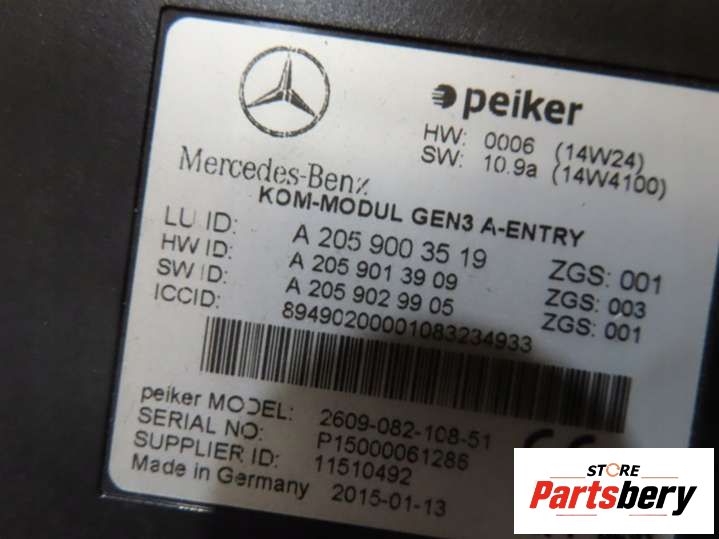 peiker
HW: 0006 (14W24)
SW: 10.9a (14W4100)
Mercedes-Benz
KOM-MODUL GEN3 A-ENTRY
LU ID: A 205 900 35 19 ZGS: 001
HW ID: A 205 901 39 09 ZGS: 003
SW ID: A 205 902 99 05 ZGS: 001
ICCID: 89490200001083234933
peiker MODEL: 2609-082-108-51
SERIAL NO: P15000061286
SUPPLIER ID: 11510492
Made in Germany 2015-01-13
CE
STORE
Partsbery